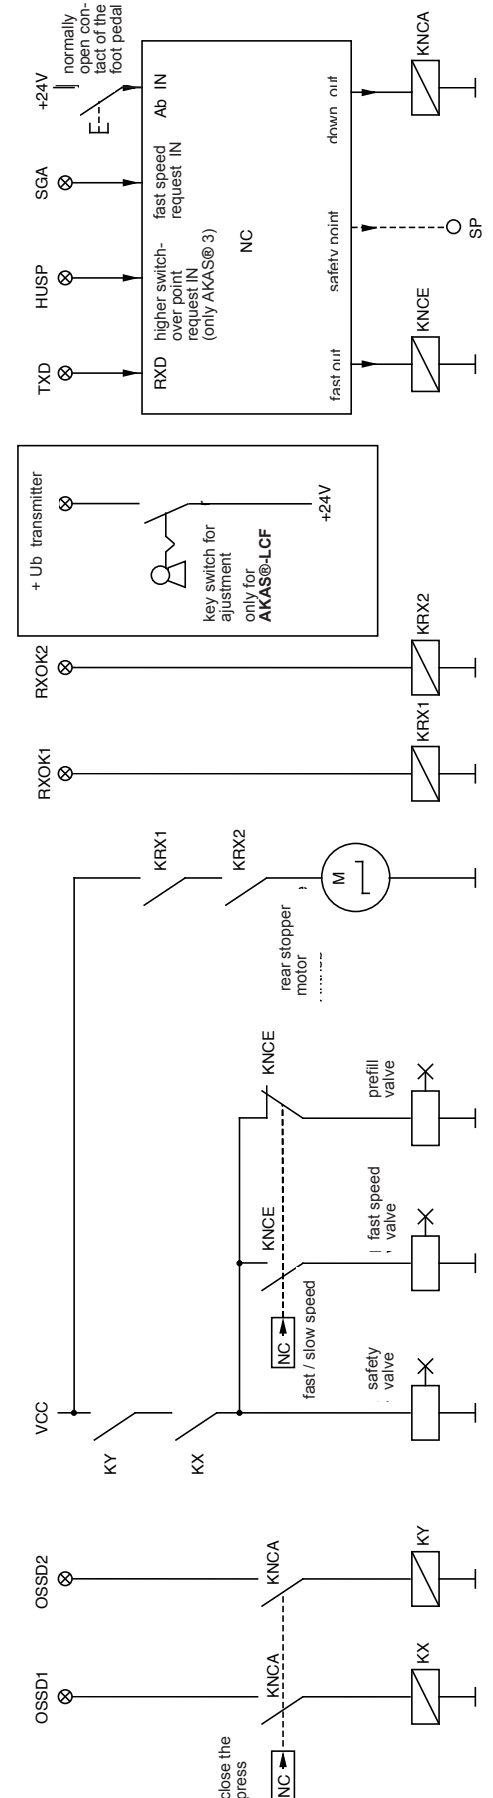 OSSD1
OSSD2
VCC
RXOK1
RXOK2
+ Ub transmitter
TXD
HUSP
SGA
+24V
normally
open con-
tact of the
foot pedal
KY
KX
KRX1
KRX2
key switch for
ajustment
only for
AKAS®-LCF
+24V
RXD
higher switch-
over point
request IN
(only AKAS® 3)
fast speed
request IN
Ab IN
NC
fast out
safety point
down out
close the
press
NC
KNCA
KNCA
NC
fast / slow speed
KNCE
KNCE
rear stopper
motor
M
safety
valve
fast speed
valve
prefill
valve
KX
KY
KRX1
KRX2
KNCE
SP
KNCA